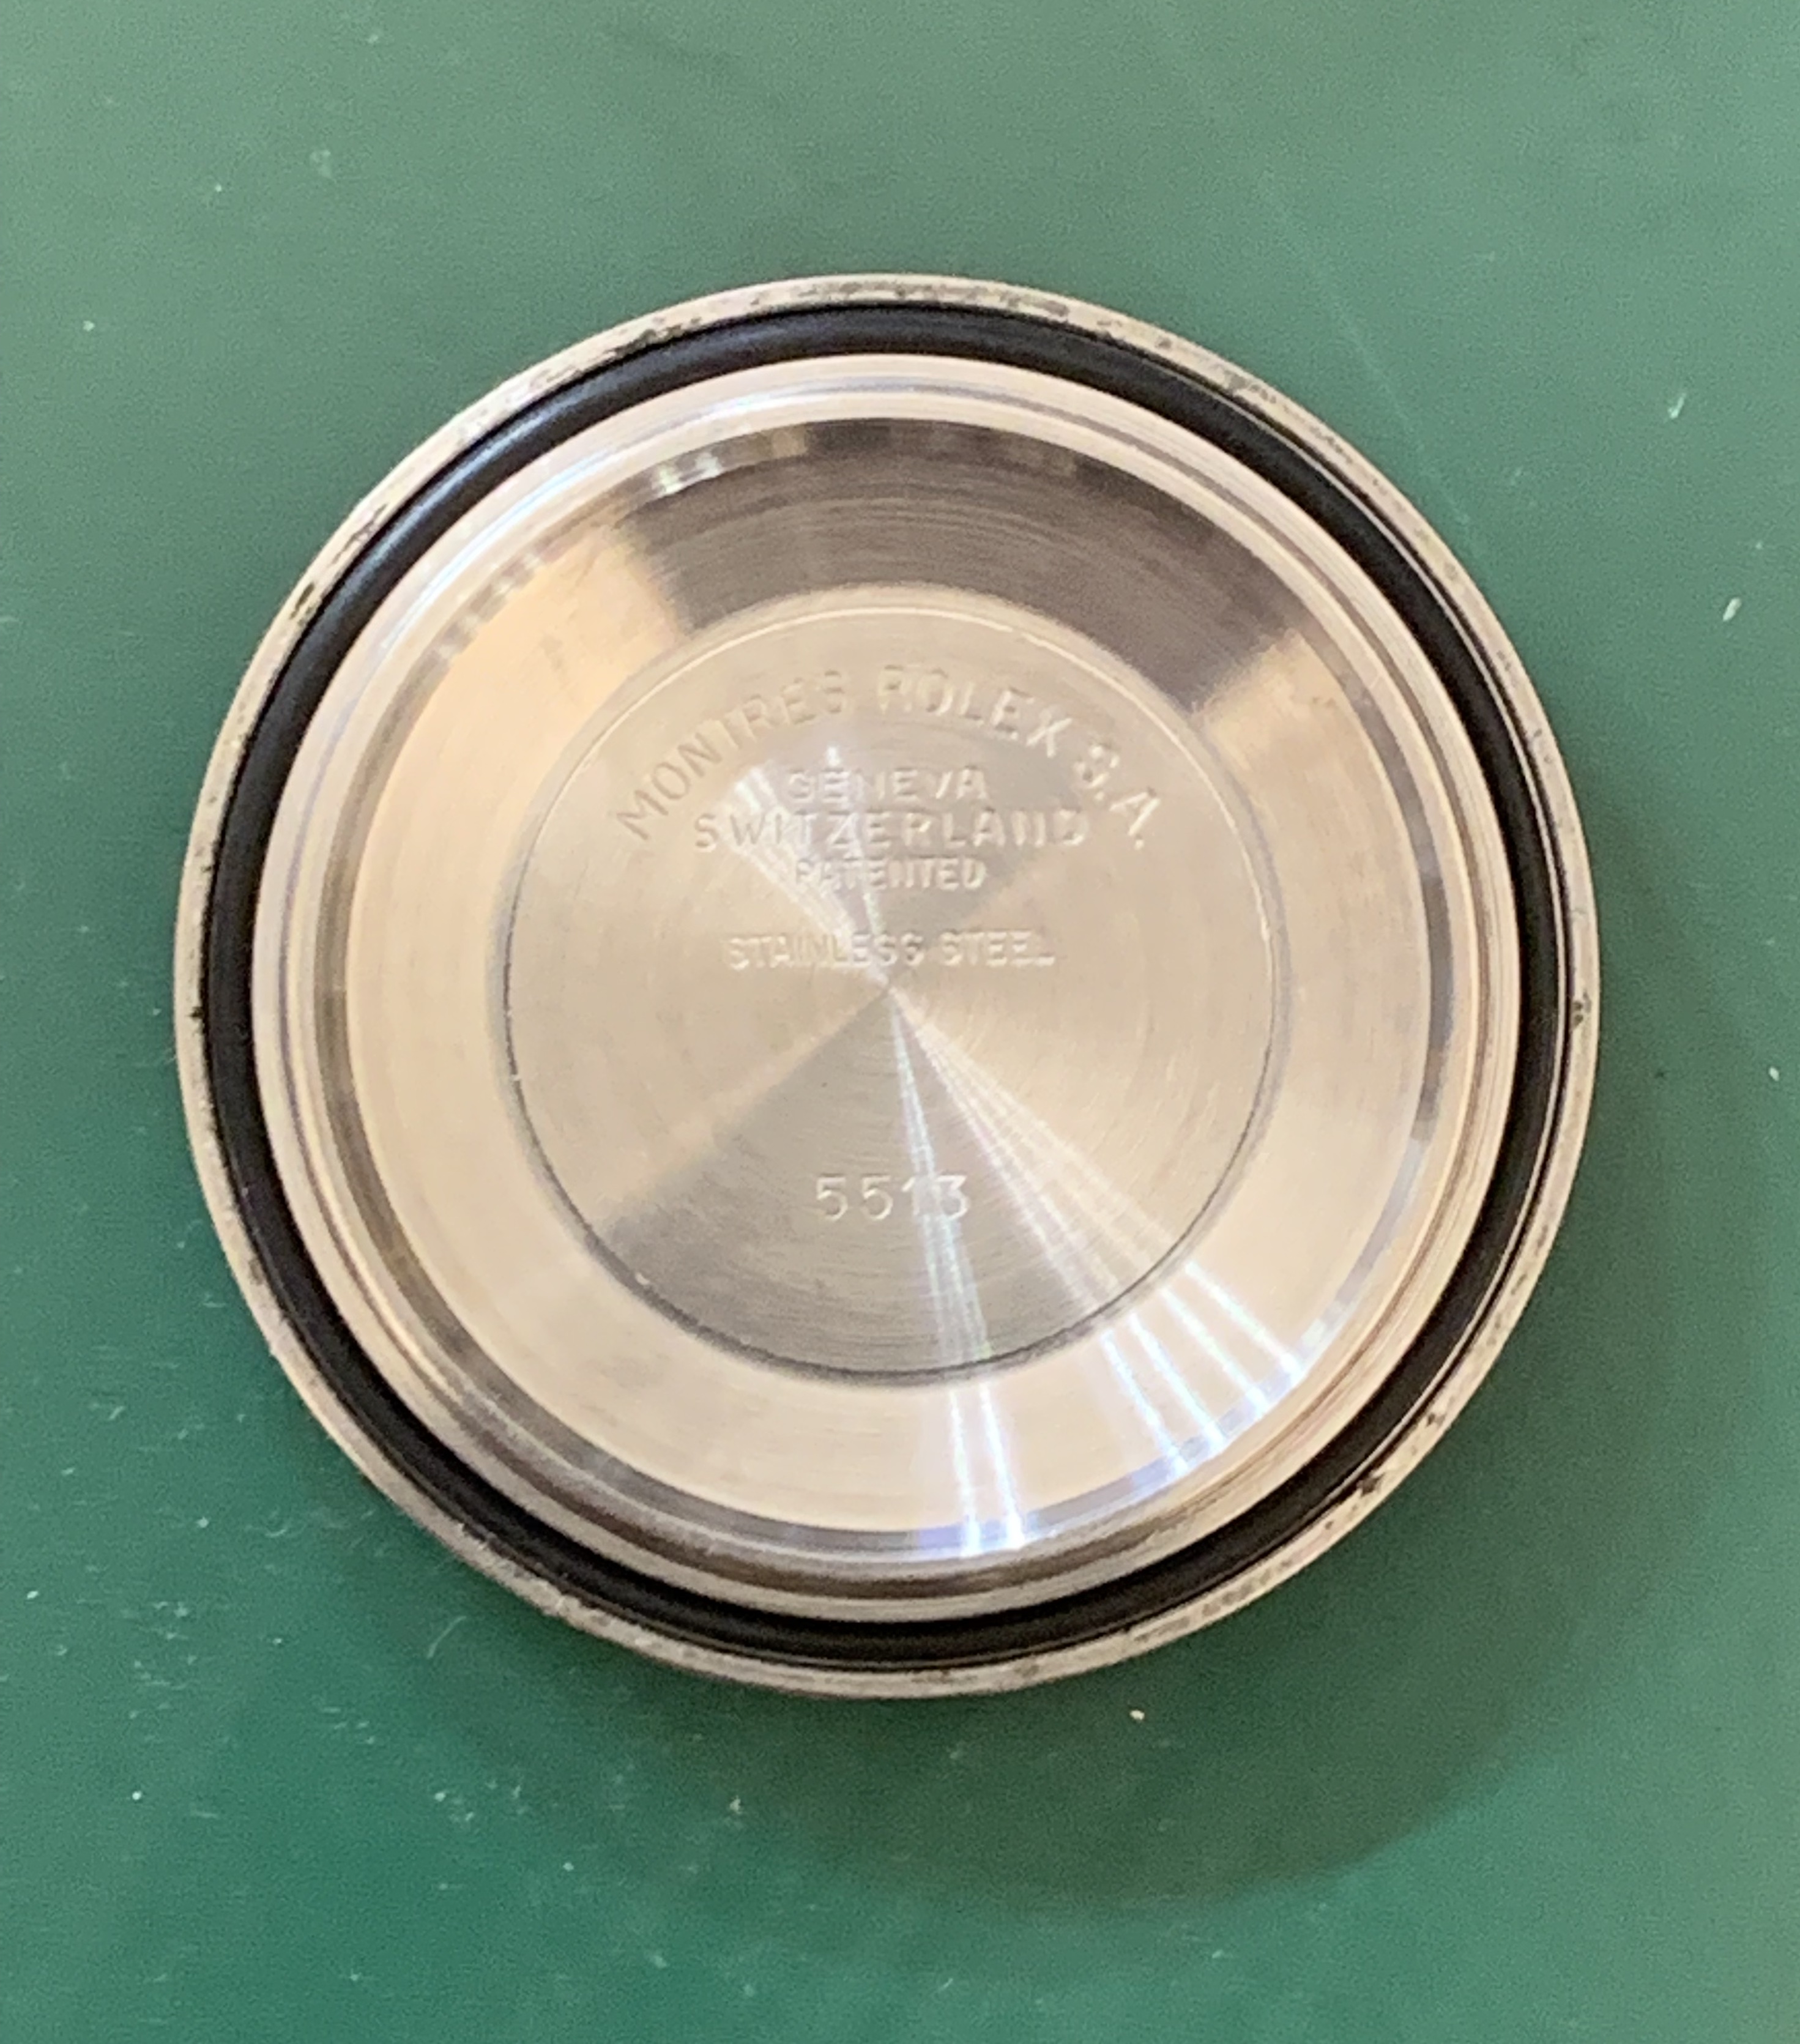 MONTRES ROLEX S.A.
GENEVA
SWITZERLAND
PATENTED
STAINLESS STEEL
5513